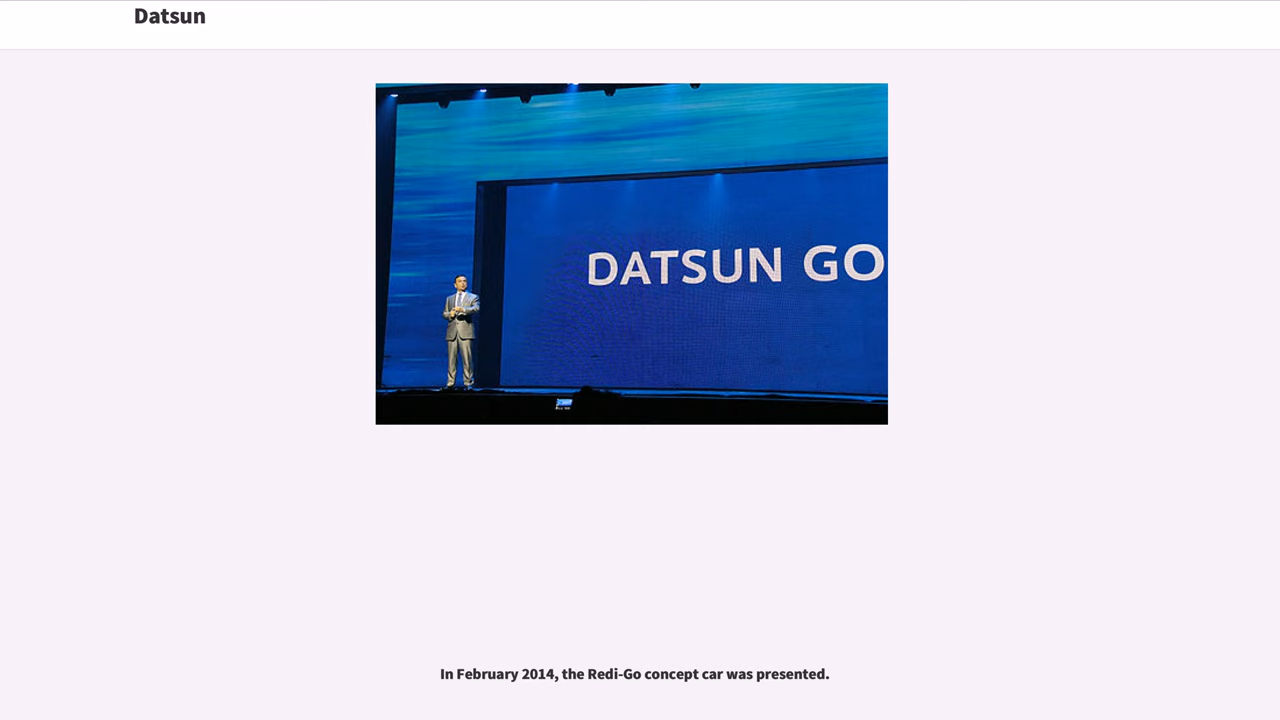 Datsun
DATSUN GO
In February 2014, the Redi-Go concept car was presented.